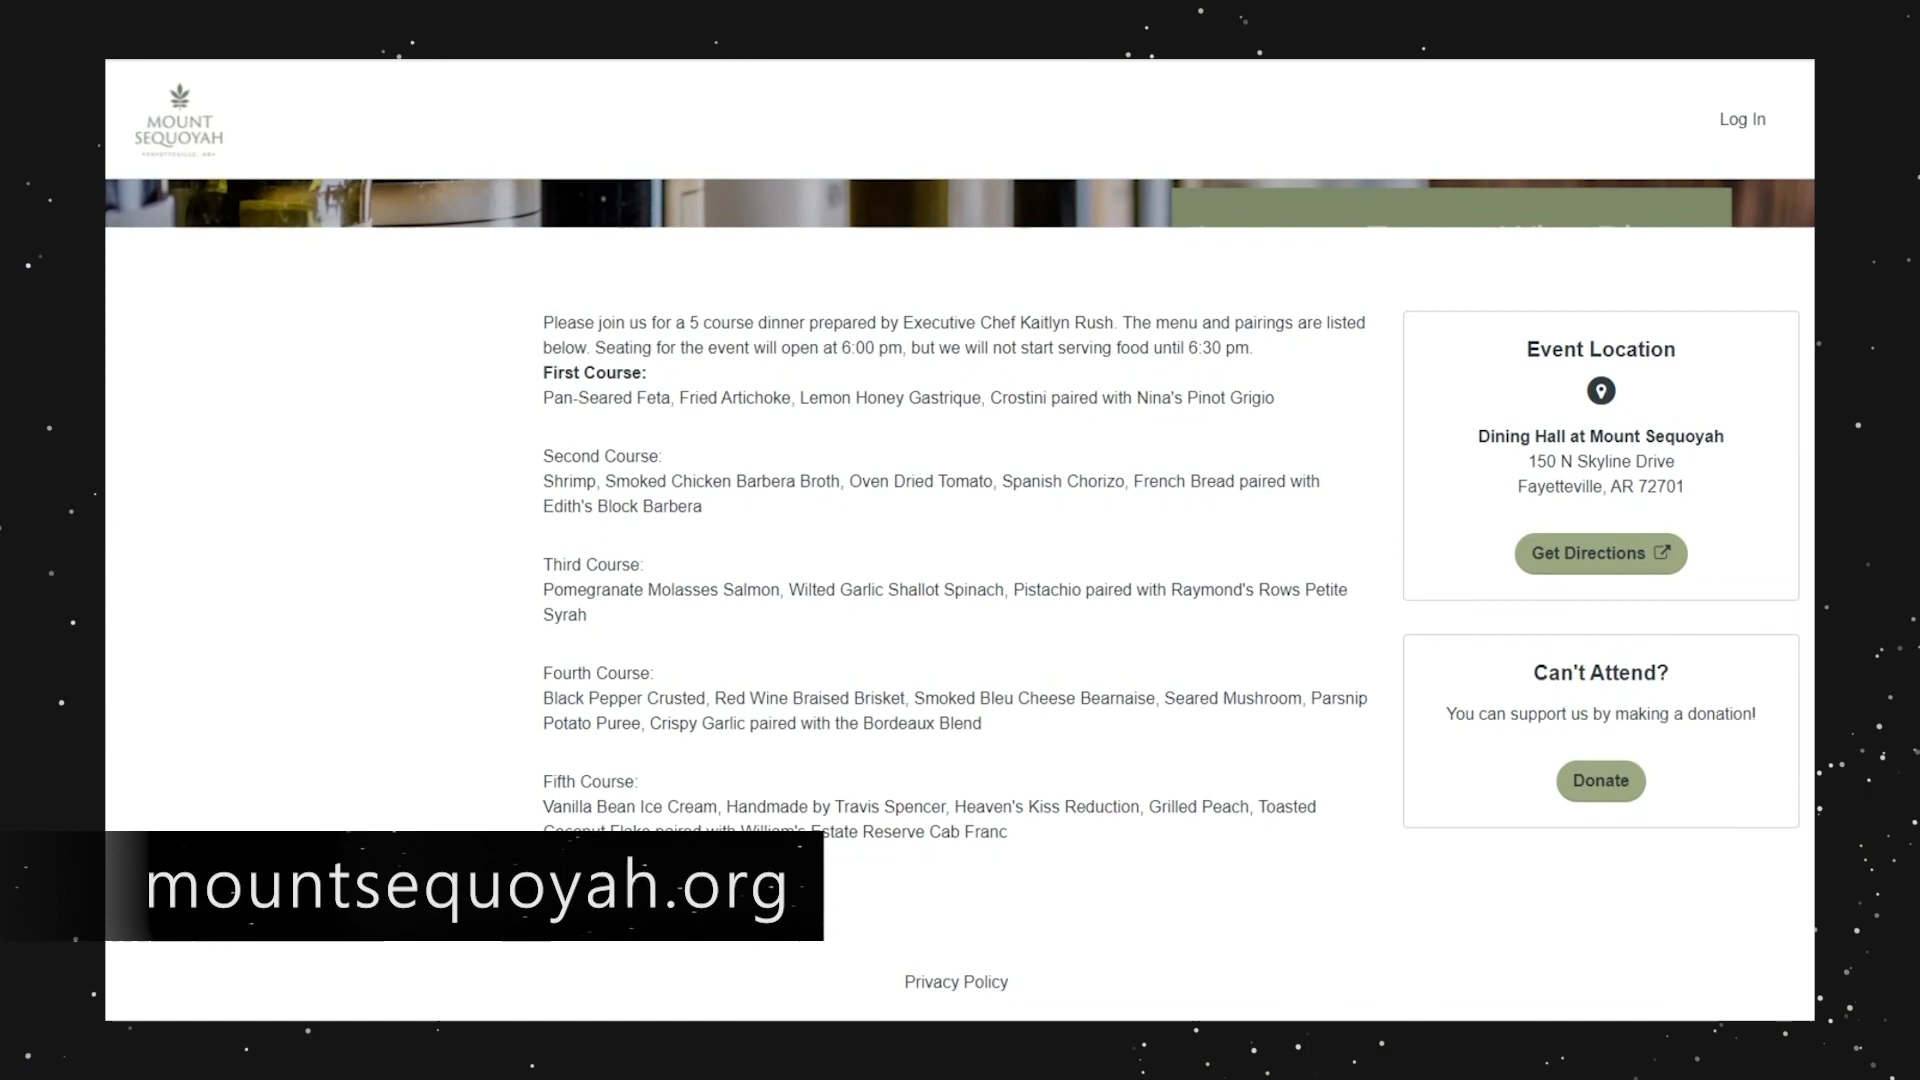 MOUNT
SEQUOYAH
Log In
Please join us for a 5 course dinner prepared by Executive Chef Kaitlyn Rush. The menu and pairings are listed
below. Seating for the event will open at 6:00 pm, but we will not start serving food until 6:30 pm.
First Course:
Pan-Seared Feta, Fried Artichoke, Lemon Honey Gastrique, Crostini paired with Nina's Pinot Grigio
Second Course:
Shrimp, Smoked Chicken Barbera Broth, Oven Dried Tomato, Spanish Chorizo, French Bread paired with
Edith's Block Barbera
Third Course:
Pomegranate Molasses Salmon, Wilted Garlic Shallot Spinach, Pistachio paired with Raymond's Rows Petite
Syrah
Fourth Course:
Black Pepper Crusted, Red Wine Braised Brisket, Smoked Bleu Cheese Bearnaise, Seared Mushroom, Parsnip
Potato Puree, Crispy Garlic paired with the Bordeaux Blend
Fifth Course:
Vanilla Bean Ice Cream, Handmade by Travis Spencer, Heaven's Kiss Reduction, Grilled Peach, Toasted
Coconut Flake paired with William's Estate Reserve Cab Franc
Event Location
Dining Hall at Mount Sequoyah
150 N Skyline Drive
Fayetteville, AR 72701
Get Directions
Can't Attend?
You can support us by making a donation!
Donate
mountsequoyah.org
Privacy Policy